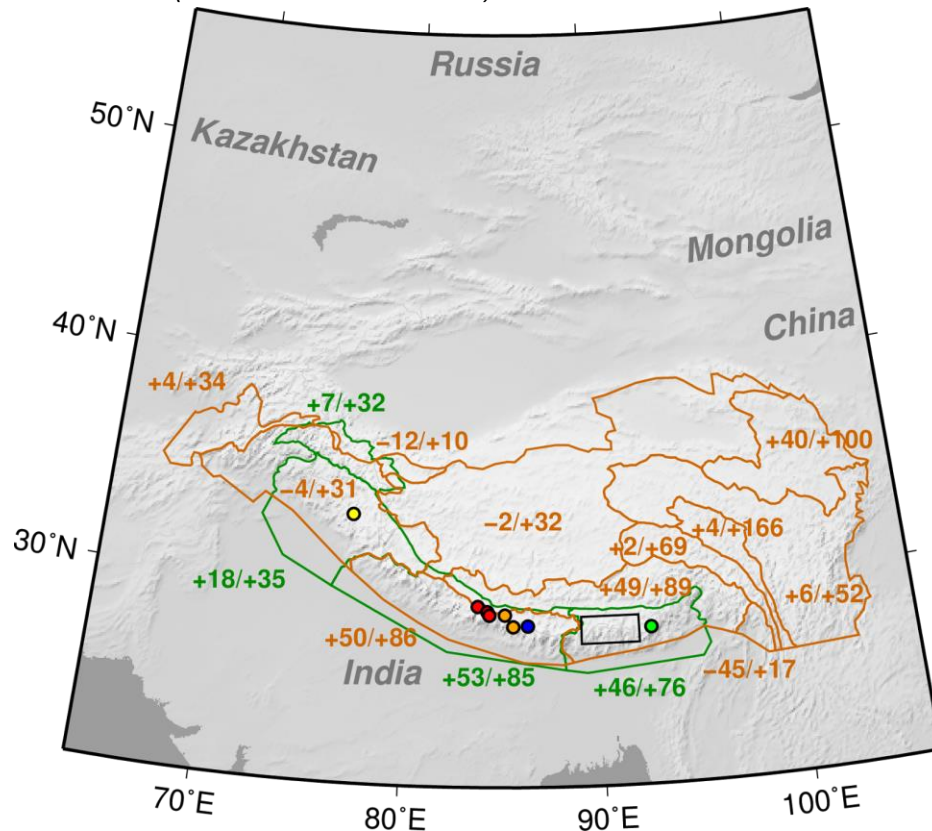 Russia
50˚N
Kazakhstan
Mongolia
China
40˚N
+4/+34
+7/+32
−12/+10
+40/+100
−4/+31
−2/+32
+4/+166
30˚N
+2/+69
+18/+35
+49/+89
+6/+52
+50/+86
India
+53/+85
+46/+76
−45/+17
70˚E
80˚E
90˚E
100˚E